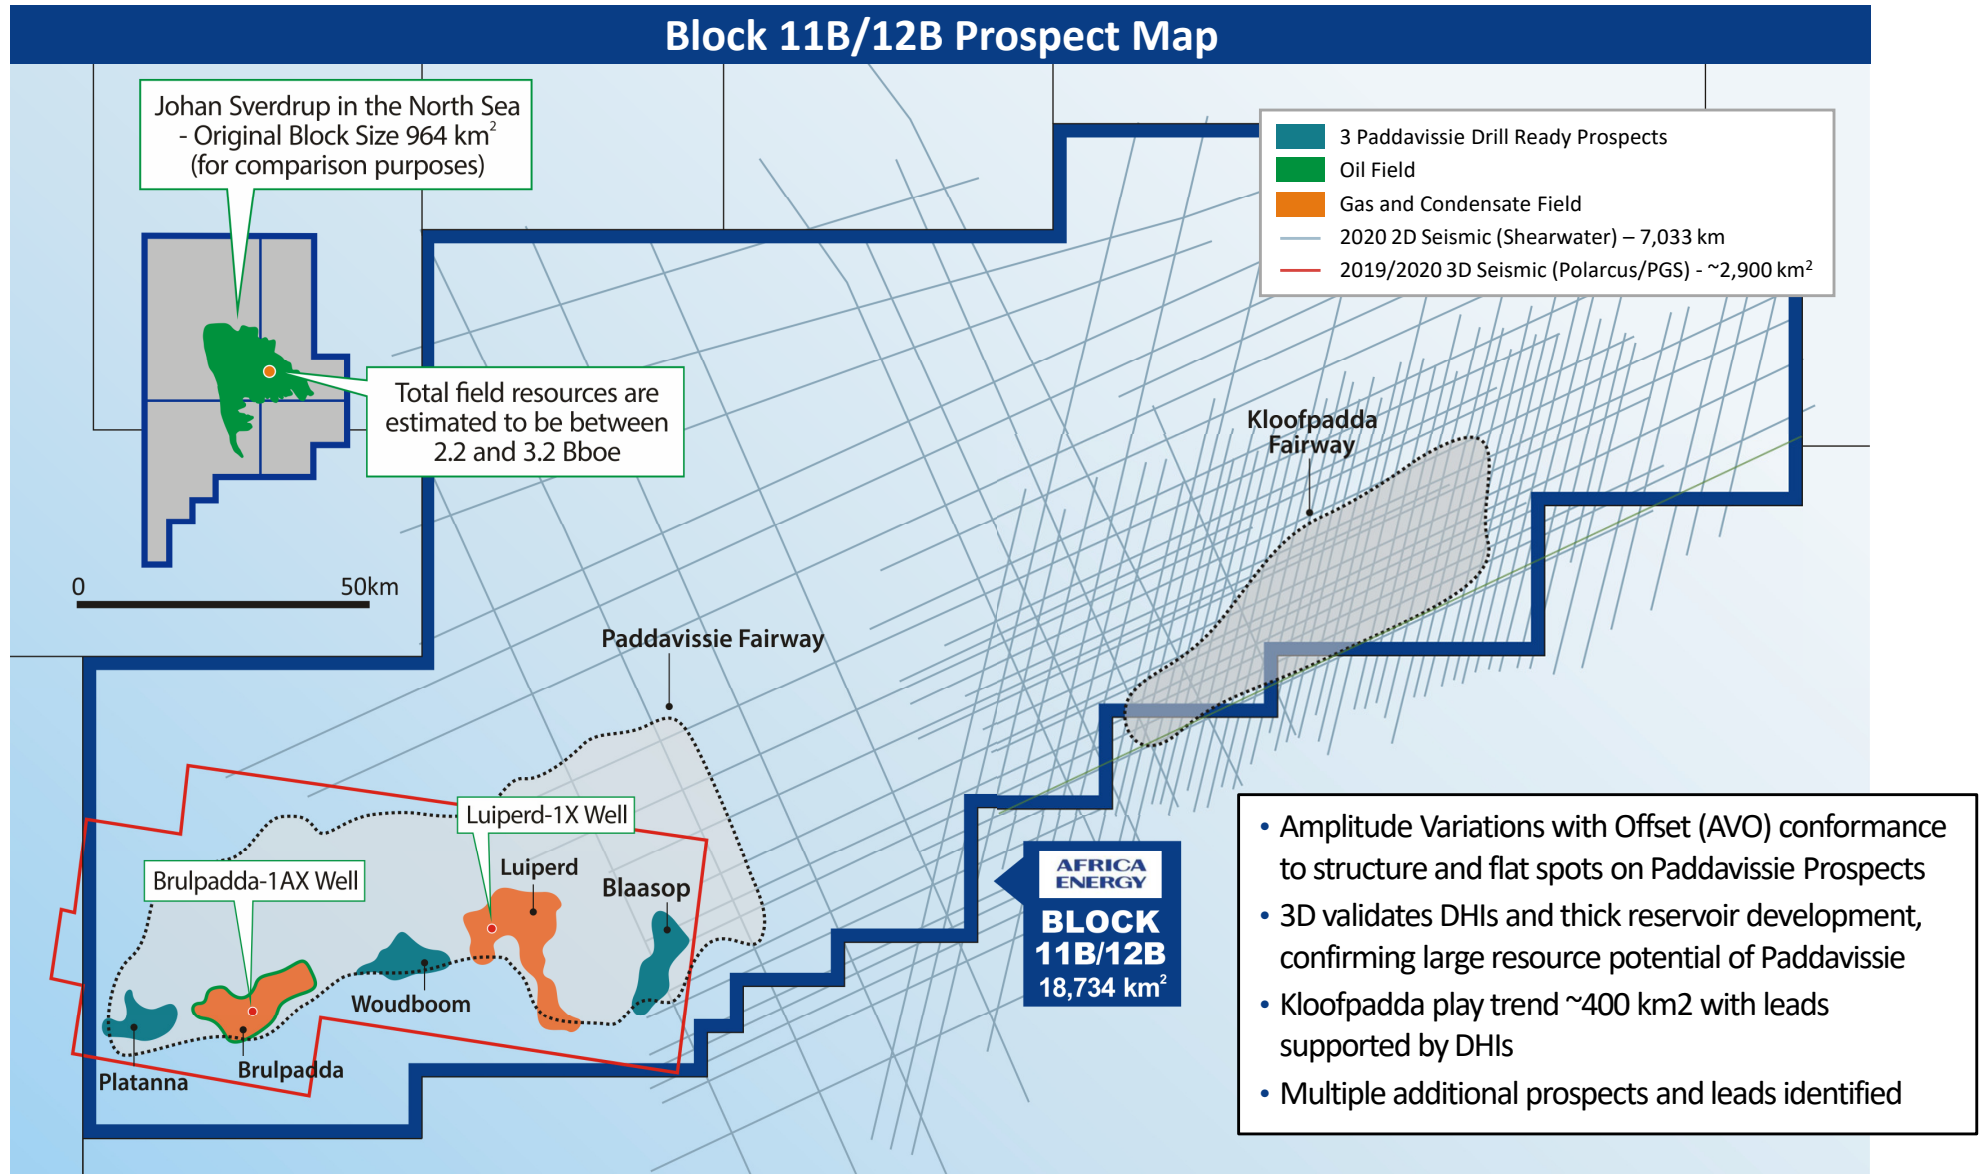 Block 11B/12B Prospect Map
Johan Sverdrup in the North Sea
- Original Block Size 964 km²
(for comparison purposes)
3 Paddavissie Drill Ready Prospects
Oil Field
Gas and Condensate Field
2020 2D Seismic (Shearwater) – 7,033 km
2019/2020 3D Seismic (Polarcus/PGS) - ~2,900 km²
Total field resources are
estimated to be between
2.2 and 3.2 Bboe
Kloofpadda
Fairway
0 50km
Paddavissie Fairway
Luiperd-1X Well
Luiperd
Brulpadda-1AX Well
Blaasop
Woudboom
Brulpadda
Platanna
AFRICA
ENERGY
BLOCK
11B/12B
18,734 km²
• Amplitude Variations with Offset (AVO) conformance
to structure and flat spots on Paddavissie Prospects
• 3D validates DHIs and thick reservoir development,
confirming large resource potential of Paddavissie
• Kloofpadda play trend ~400 km2 with leads
supported by DHIs
• Multiple additional prospects and leads identified